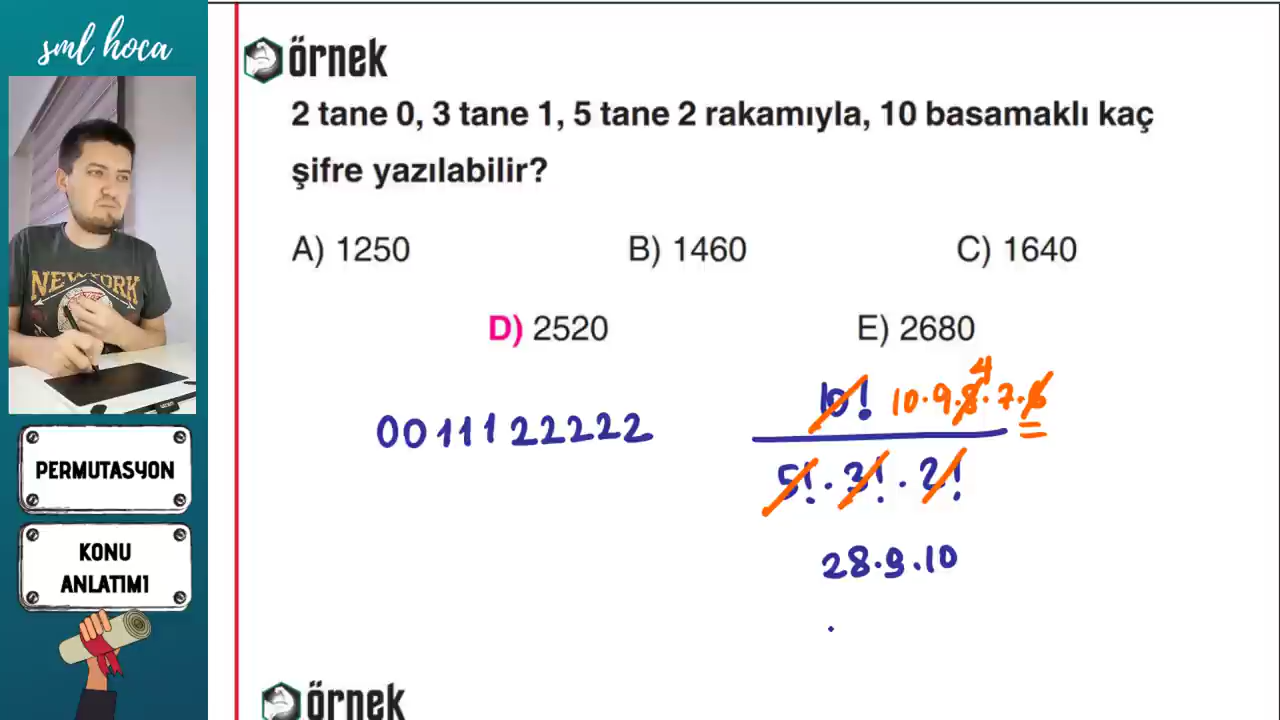 sml hoca
örnek
2 tane 0, 3 tane 1, 5 tane 2 rakamıyla, 10 basamaklı kaç
şifre yazılabilir?
A) 1250 B) 1460 C) 1640
D) 2520 E) 2680
NEW YORK
0011122222
10! 10.9.8.7.6
4
5!.3!.2!
28.9.10
PERMUTASYON
KONU
ANLATIMI
örnek